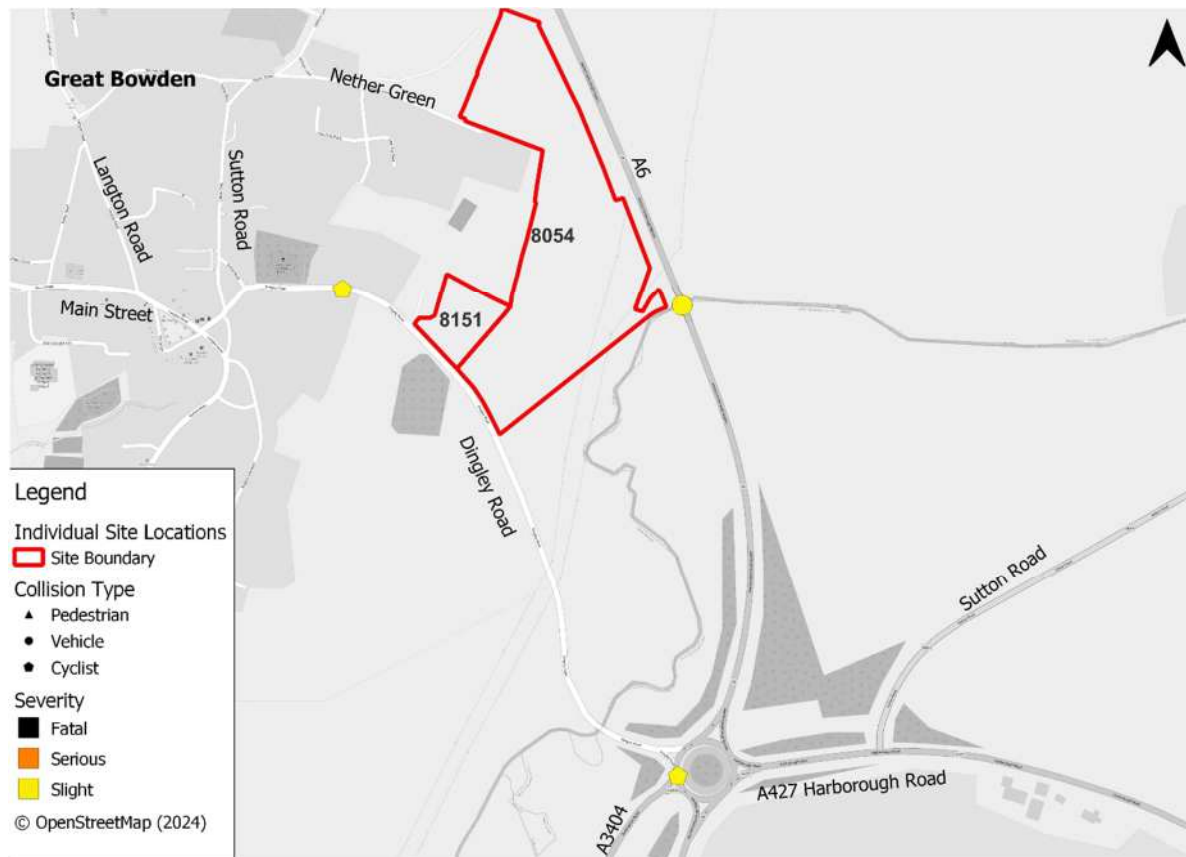 Great Bowden
Nether Green
Langton Road
Sutton Road
A6
8054
Main Street
8151
Dingley Road
Sutton Road
A427 Harborough Road
A3404
Legend
Individual Site Locations
Site Boundary
Collision Type
Pedestrian
Vehicle
Cyclist
Severity
Fatal
Serious
Slight
© OpenStreetMap (2024)